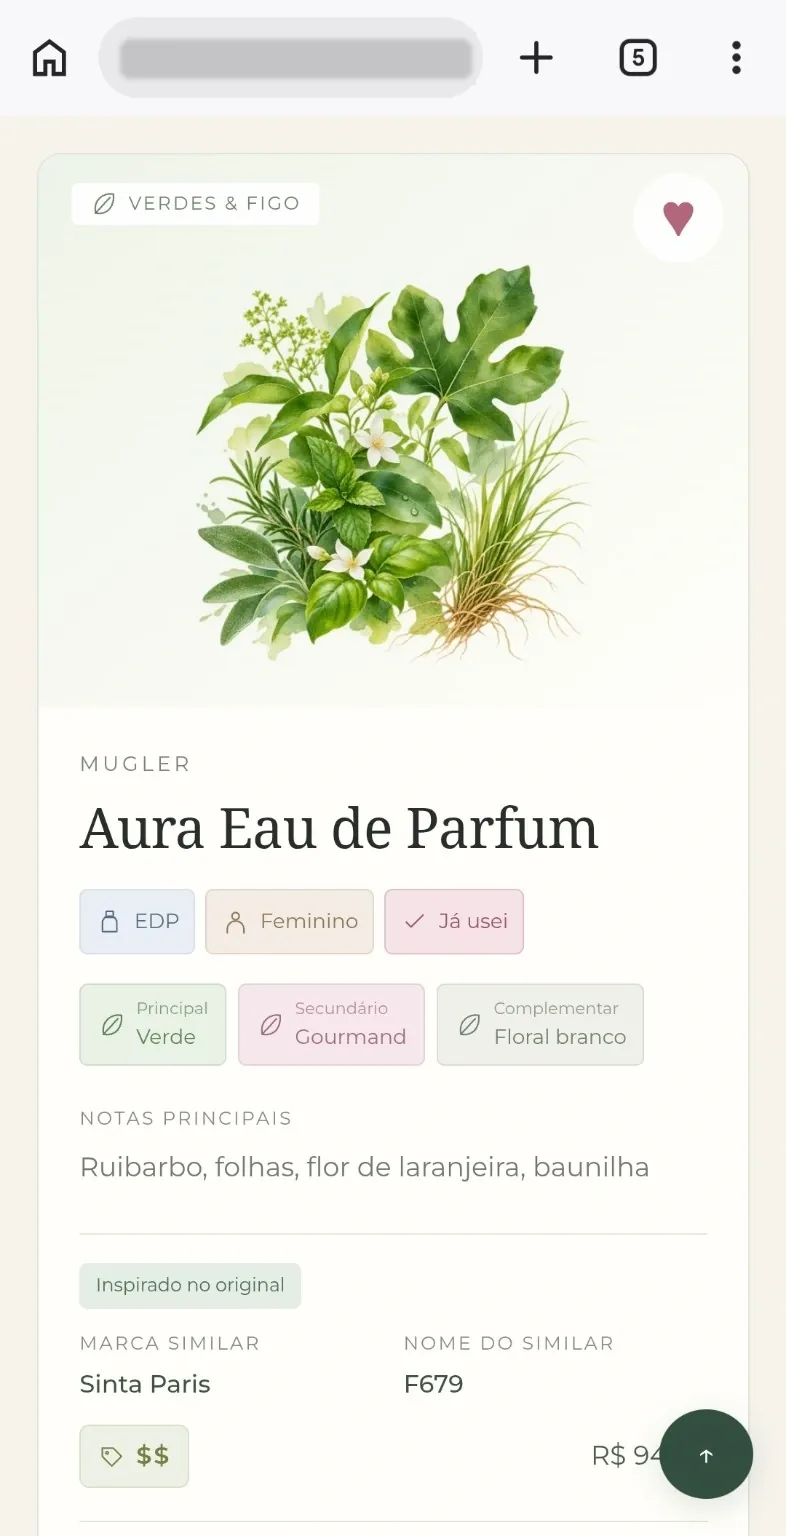 5
VERDES & FIGO
MUGLER
Aura Eau de Parfum
EDP
Feminino
Já usei
Principal
Verde
Secundário
Gourmand
Complementar
Floral branco
NOTAS PRINCIPAIS
Ruibarbo, folhas, flor de laranjeira, baunilha
Inspirado no original
MARCA SIMILAR
Sinta Paris
NOME DO SIMILAR
F679
$$
R$